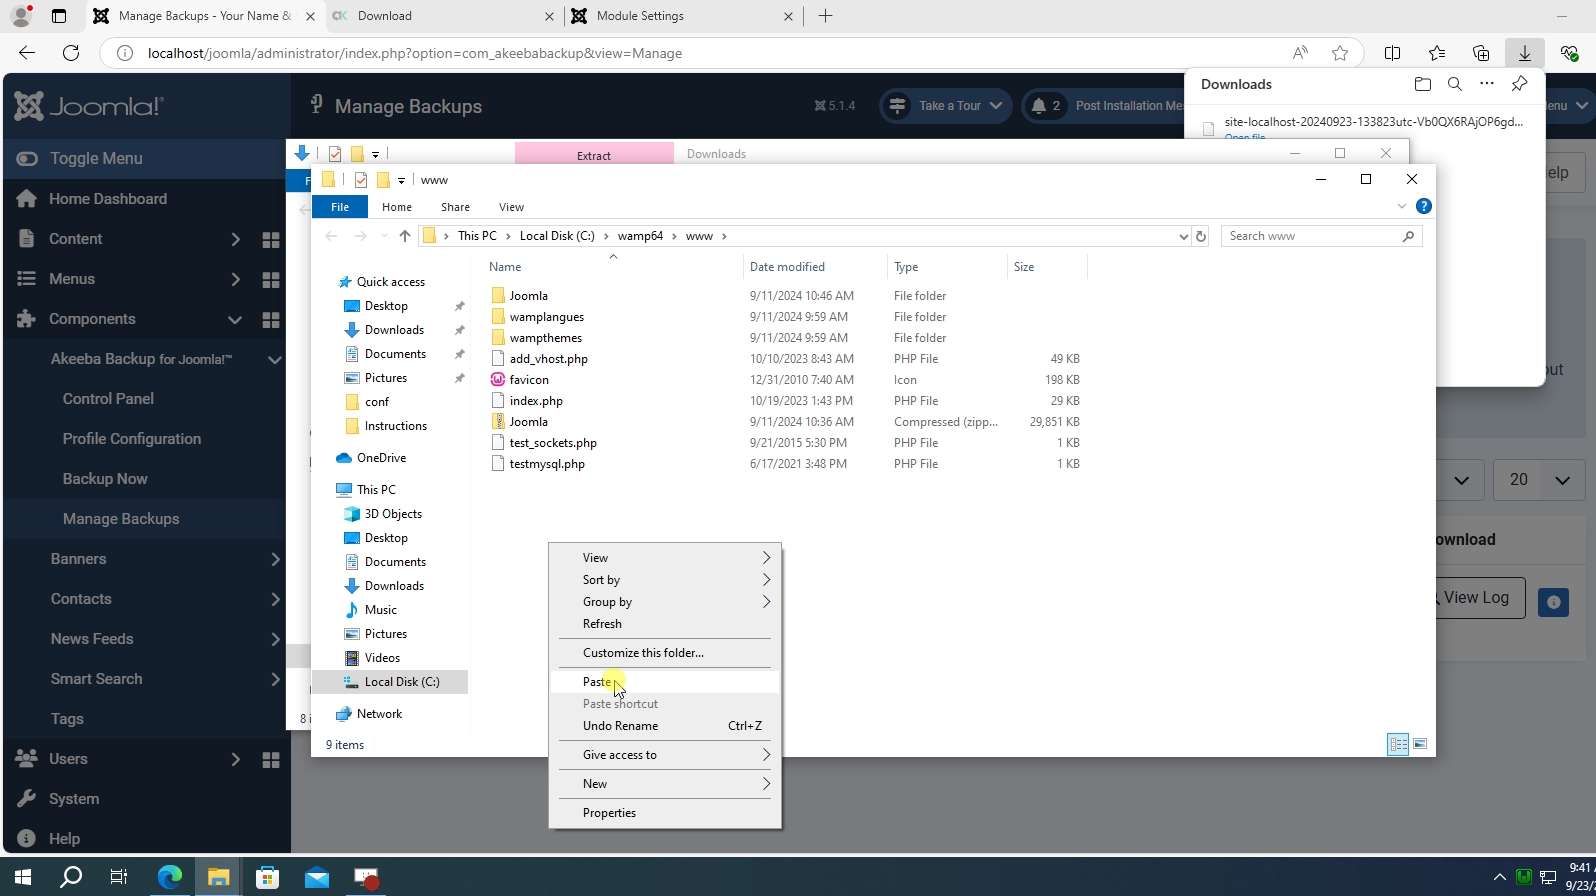 Manage Backups - Your Name &
Download
Module Settings
localhost/joomla/administrator/index.php?option=com_akeebabackup&view=Manage
Joomla!®
Manage Backups
5.1.4
Take a Tour
2
Post Installation Me
enu
Downloads
site-localhost-20240923-133823utc-Vb0QX6RAjOP6gd...
Open file
Extract
Downloads
elp
Toggle Menu
Home Dashboard
Content
Menus
Components
Akeeba Backup for Joomla!™
Control Panel
Profile Configuration
Backup Now
Manage Backups
Banners
Contacts
News Feeds
Smart Search
Tags
Users
System
Help
www
File
Home
Share
View
This PC
Local Disk (C:)
wamp64
www
Search www
Name
Date modified
Type
Size
Joomla 9/11/2024 10:46 AM File folder
wamplangues 9/11/2024 9:59 AM File folder
wampthemes 9/11/2024 9:59 AM File folder
add_vhost.php 10/10/2023 8:43 AM PHP File 49 KB
favicon 12/31/2010 7:40 AM Icon 198 KB
index.php 10/19/2023 1:43 PM PHP File 29 KB
Joomla 9/11/2024 10:36 AM Compressed (zipp... 29,851 KB
test_sockets.php 9/21/2015 5:30 PM PHP File 1 KB
testmysql.php 6/17/2021 3:48 PM PHP File 1 KB
Quick access
Desktop
Downloads
Documents
Pictures
conf
Instructions
OneDrive
This PC
3D Objects
Desktop
Documents
Downloads
Music
Pictures
Videos
Local Disk (C:)
Network
9 items
8 i
View
Sort by
Group by
Refresh
Customize this folder...
Paste
Paste shortcut
Undo Rename Ctrl+Z
Give access to
New
Properties
out
20
ownload
View Log
9:41
9/23/